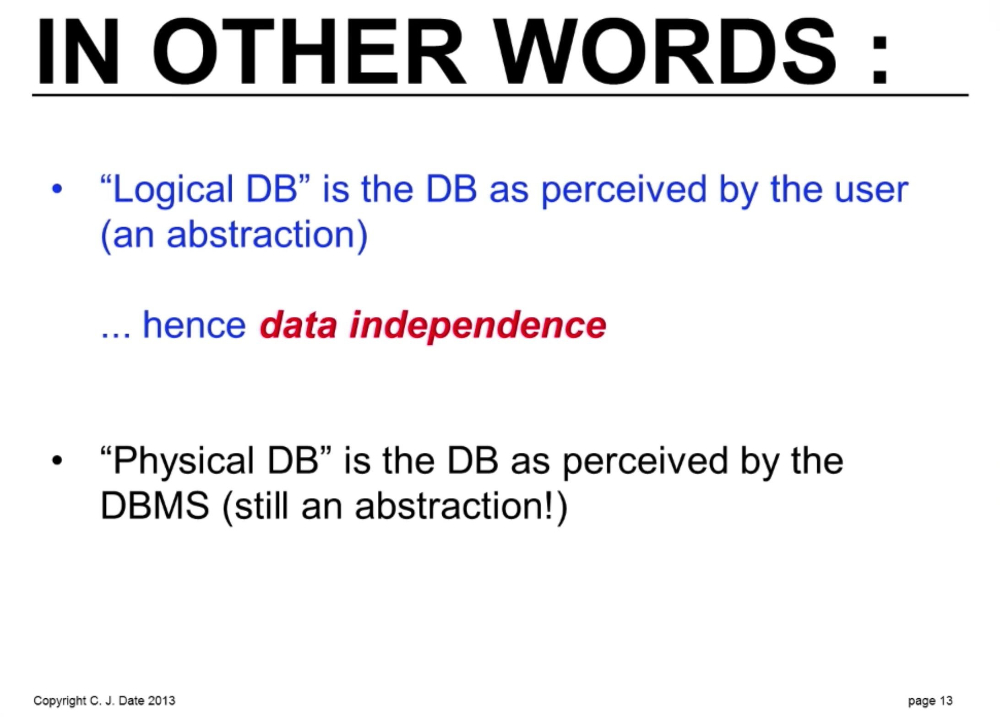 IN OTHER WORDS :
• “Logical DB” is the DB as perceived by the user
(an abstraction)
... hence data independence
• “Physical DB” is the DB as perceived by the
DBMS (still an abstraction!)
Copyright C. J. Date 2013
page 13